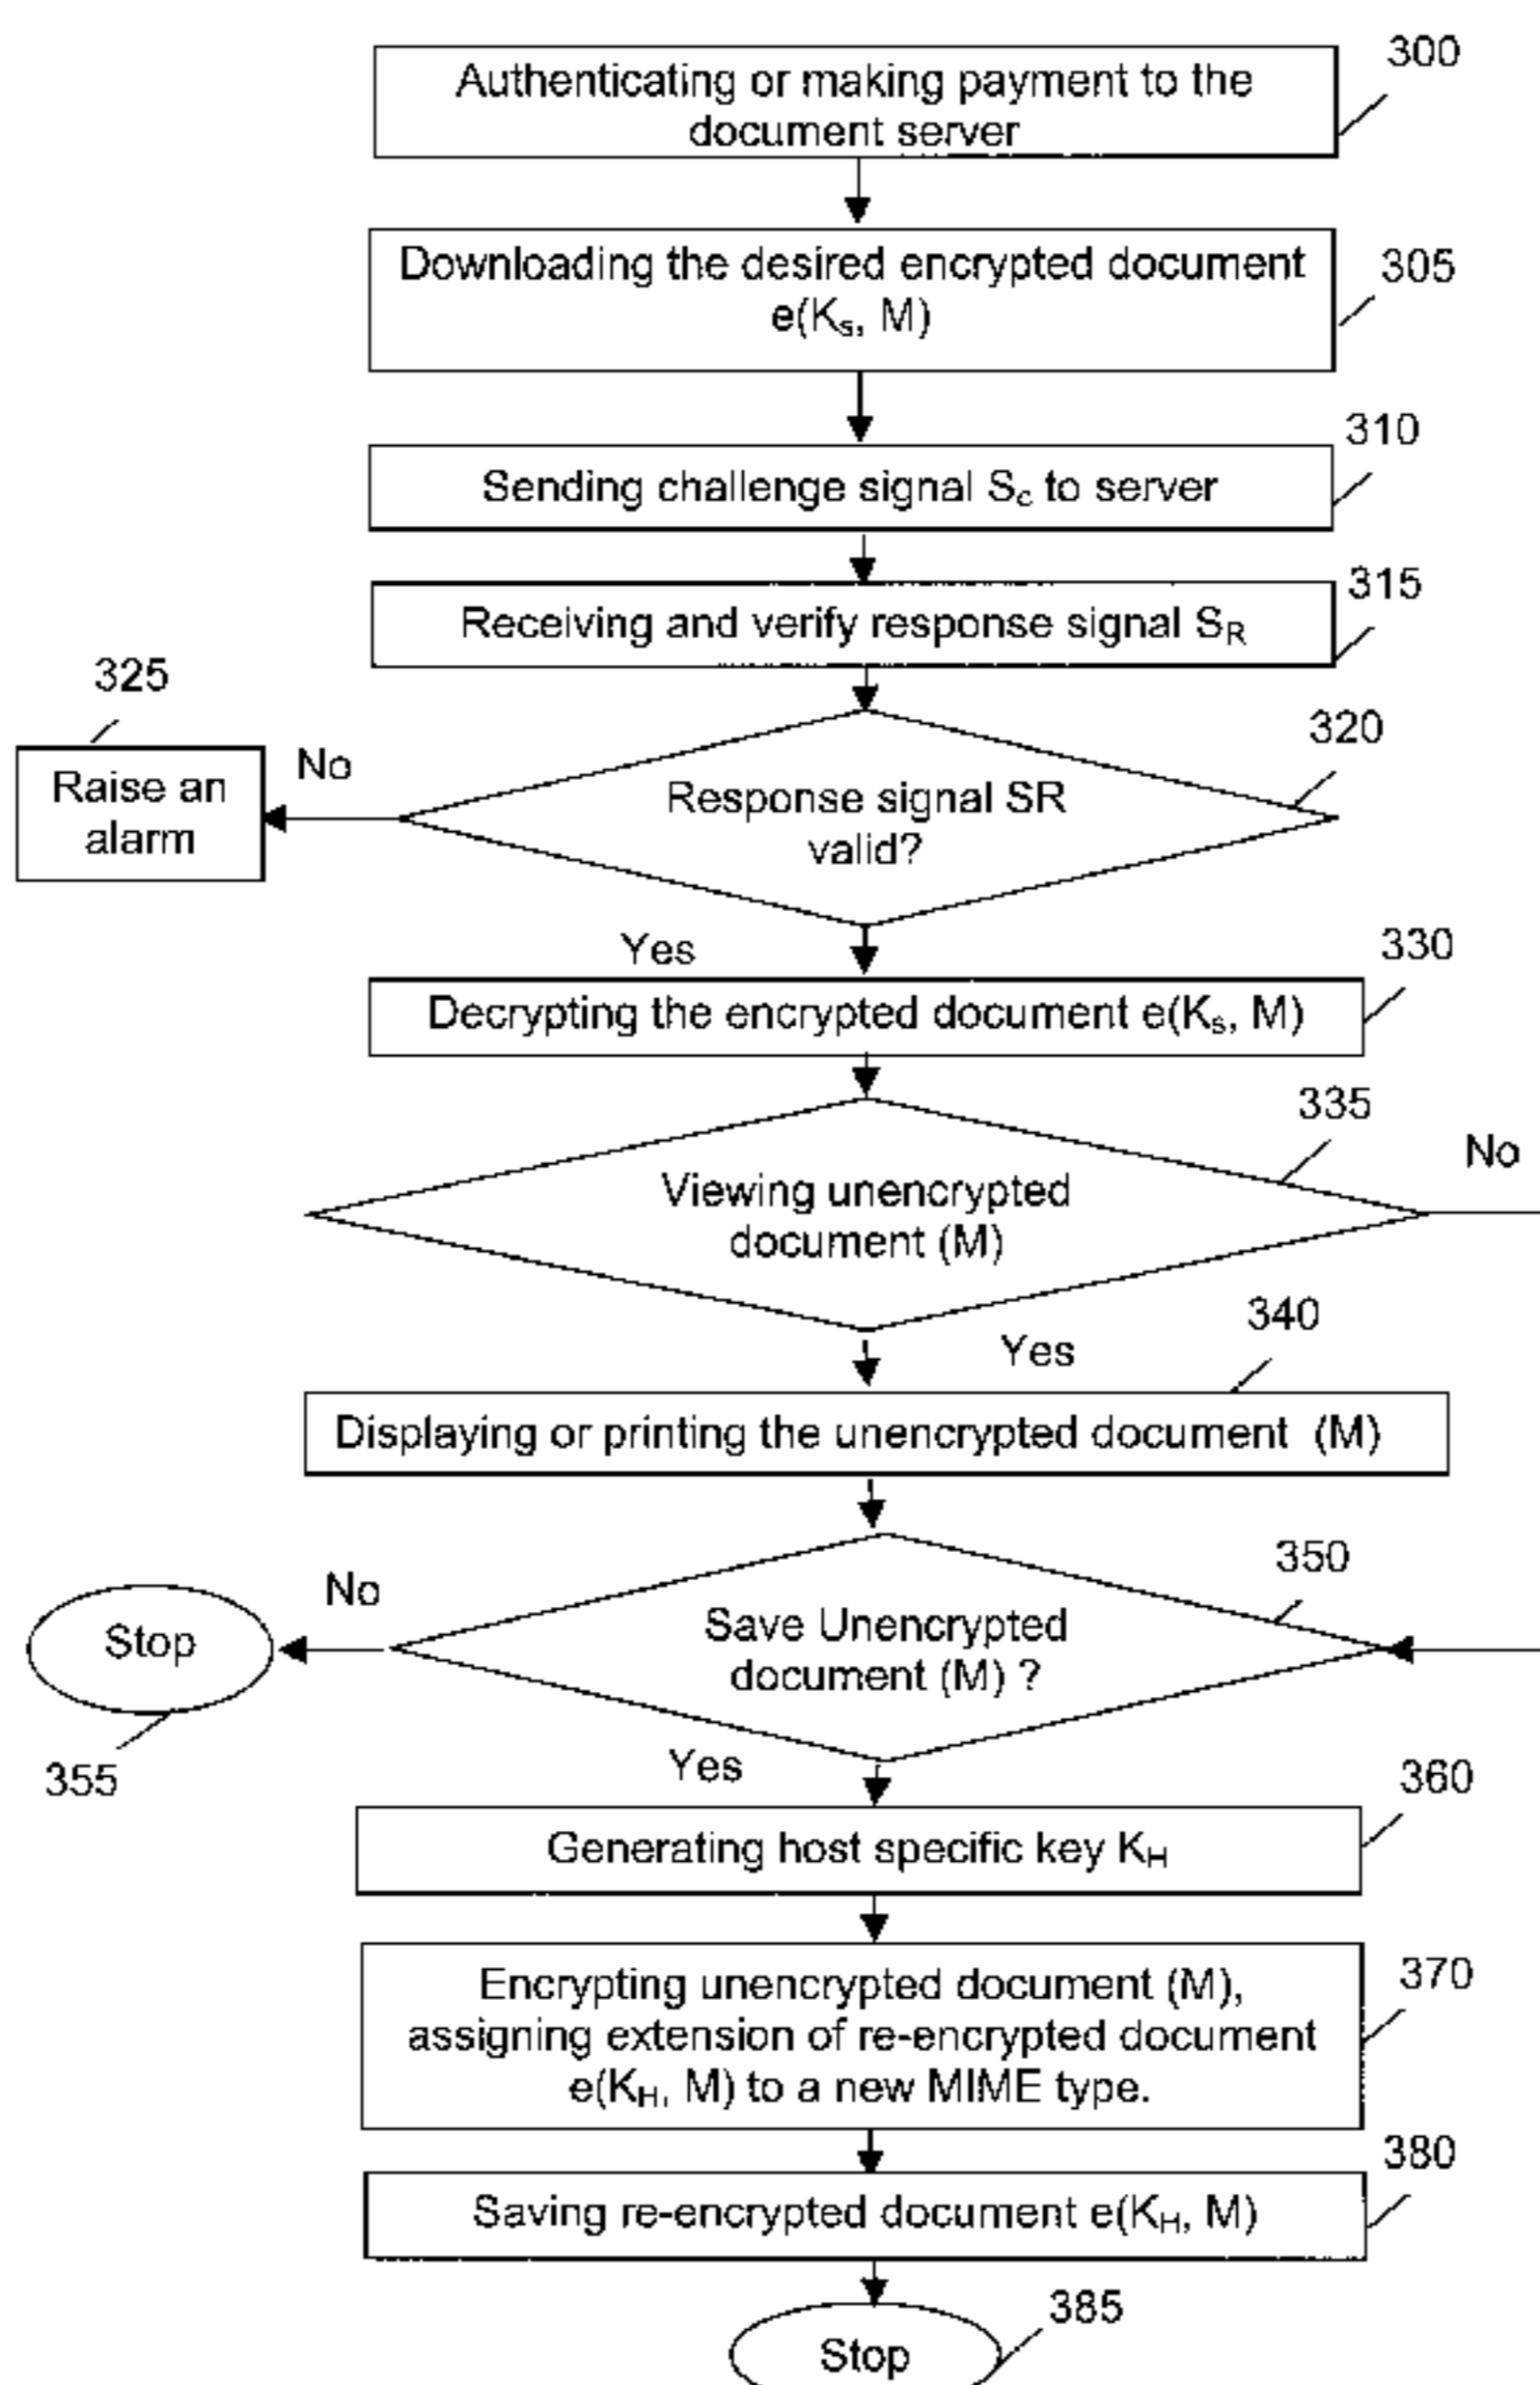 300
Authenticating or making payment to the
document server
305
Downloading the desired encrypted document
e(Ks, M)
310
Sending challenge signal Sc to server
315
Receiving and verify response signal SR
325
320
Raise an
alarm
No
Response signal SR
valid?
Yes
330
Decrypting the encrypted document e(Ks, M)
335
No
Viewing unencrypted
document (M)
340
Yes
Displaying or printing the unencrypted document (M)
350
No
Stop
Save Unencrypted
document (M) ?
355
Yes
360
Generating host specific key KH
370
Encrypting unencrypted document (M),
assigning extension of re-encrypted document
e(KH, M) to a new MIME type.
380
Saving re-encrypted document e(KH, M)
385
Stop